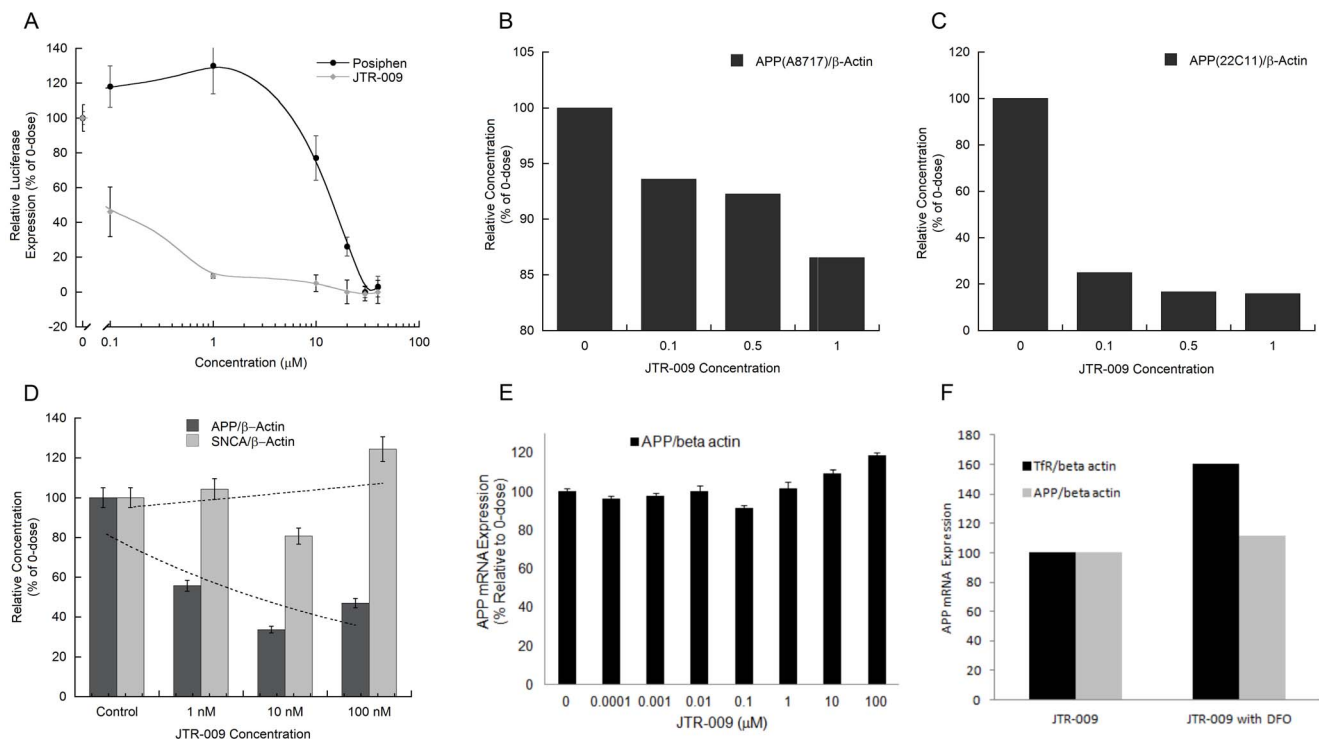 A
Relative Luciferase
Expression (% of 0-dose)
140
120
100
80
60
40
20
0
-20
Posiphen
JTR-009
0
0.1
1
10
100
Concentration (μM)
B
Relative Concentration
(% of 0-dose)
105
100
95
90
85
80
APP(A8717)/β-Actin
0
0.1
0.5
1
JTR-009 Concentration
C
Relative Concentration
(% of 0-dose)
120
100
80
60
40
20
0
APP(22C11)/β-Actin
0
0.1
0.5
1
JTR-009 Concentration
D
Relative Concentration
(% of 0-dose)
140
120
100
80
60
40
20
0
APP/β–Actin
SNCA/β–Actin
Control
1 nM
10 nM
100 nM
JTR-009 Concentration
E
APP mRNA Expression
(% Relative to 0-dose)
120
100
80
60
40
20
0
APP/beta actin
0
0.0001
0.001
0.01
0.1
1
10
100
JTR-009 (μM)
F
APP mRNA Expression
180
160
140
120
100
80
60
40
20
0
TfR/beta actin
APP/beta actin
JTR-009
JTR-009 with DFO